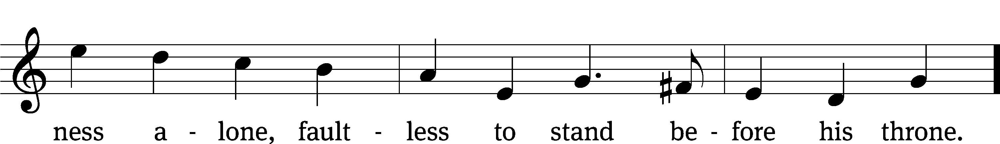 ness a - lone, fault - less to stand be - fore his throne.